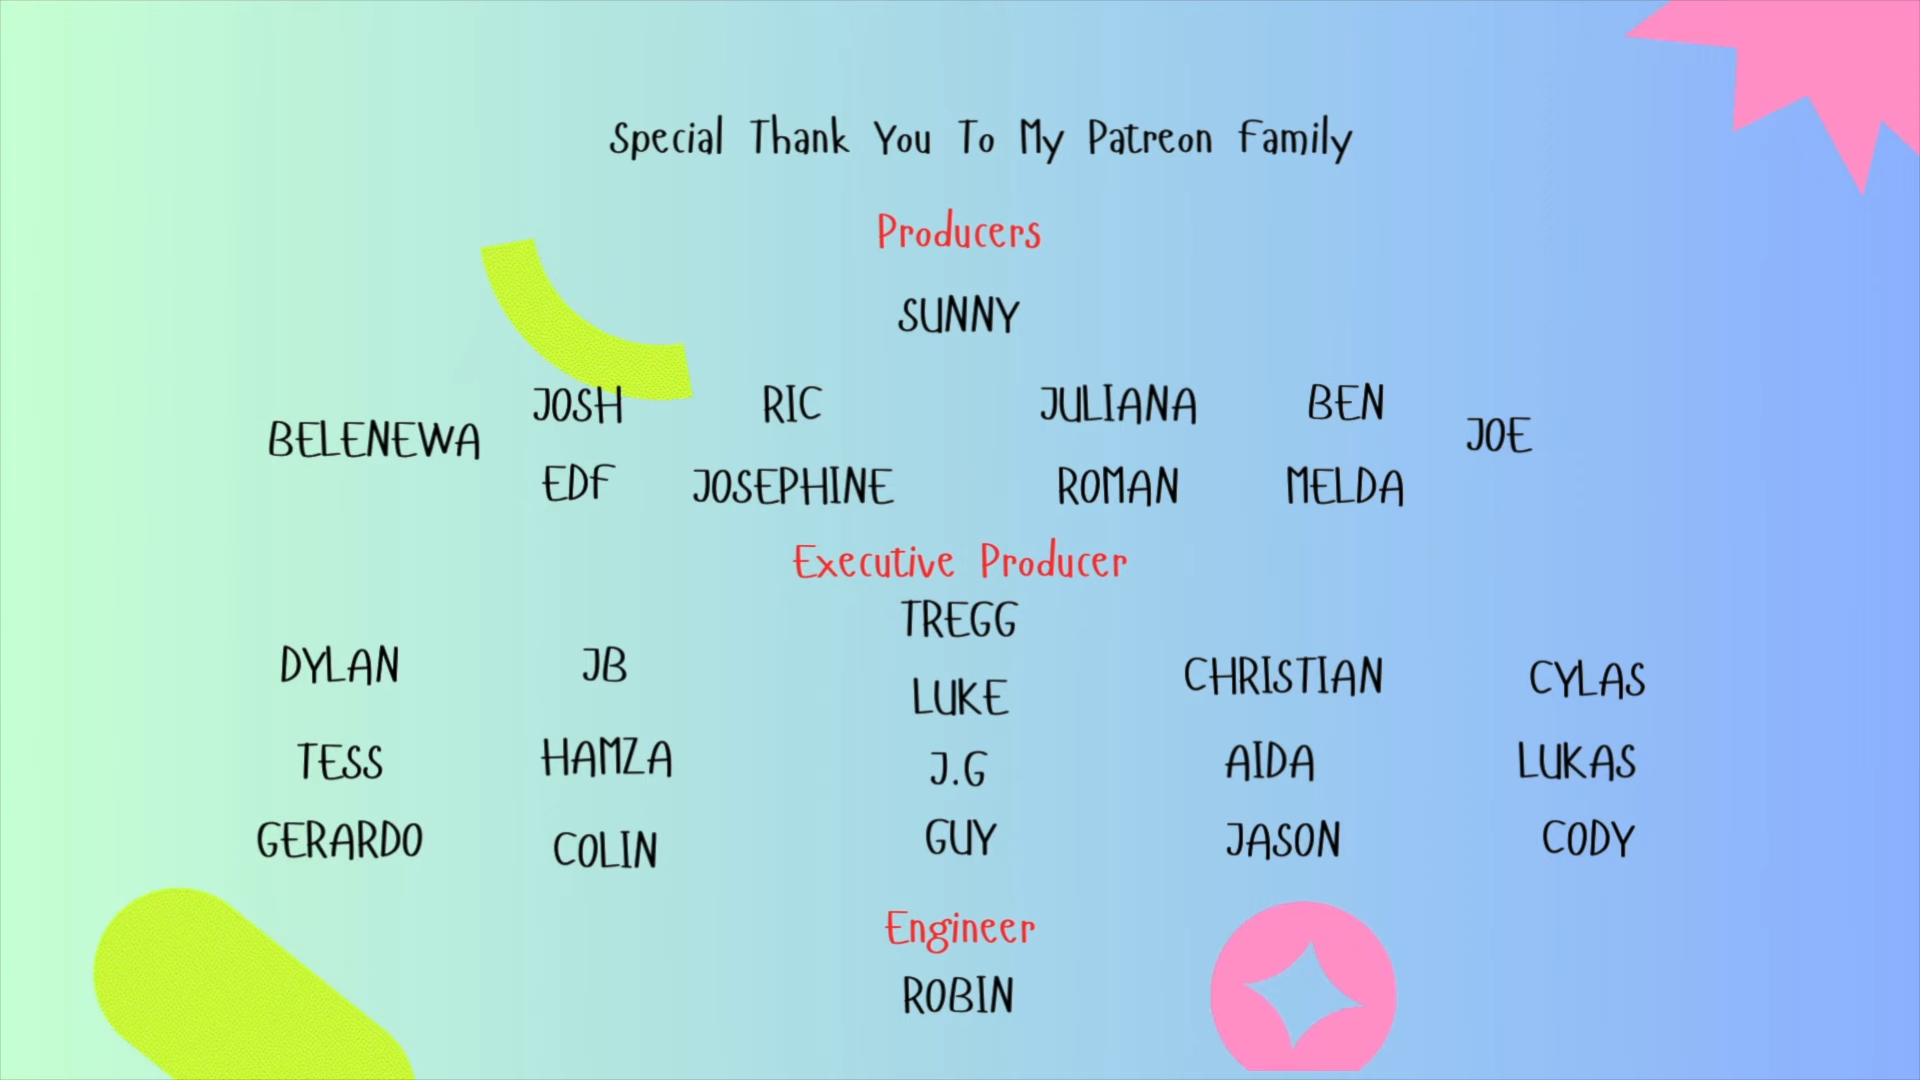 Special Thank You To My Patreon Family
Producers
SUNNY
BELENEWA JOSH RIC JULIANA BEN JOE
EDF JOSEPHINE ROMAN MELDA
Executive Producer
TREGG
DYLAN JB LUKE CHRISTIAN CYLAS
TESS HAMZA J.G AIDA LUKAS
GERARDO COLIN GUY JASON CODY
Engineer
ROBIN